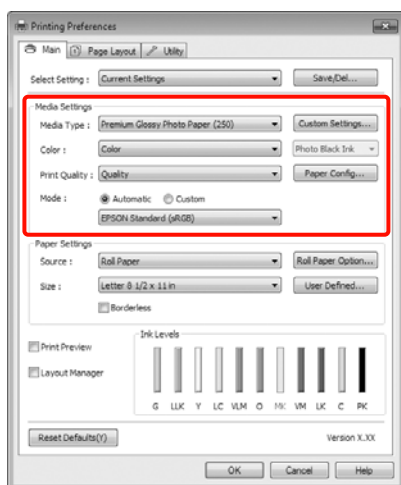 Printing Preferences
Main Page Layout Utility
Select Setting : Current Settings Save/Del...
Media Settings
Media Type : Premium Glossy Photo Paper (250) Custom Settings...
Color : Color Photo Black Ink
Print Quality : Quality Paper Config...
Mode : Automatic Custom
EPSON Standard (sRGB)
Paper Settings
Source : Roll Paper Roll Paper Option...
Size : Letter 8 1/2 x 11 in User Defined...
Borderless
Ink Levels
Print Preview
Layout Manager
G LLK Y LC VLM O MK VM LK C PK
Reset Defaults(Y) Version X.XX
OK Cancel Help